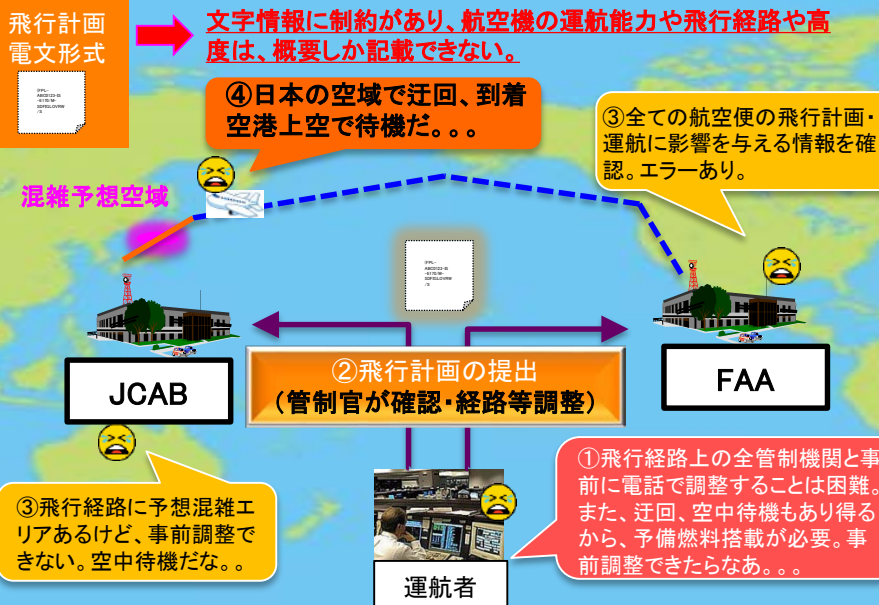 飛行計画
電文形式
文字情報に制約があり、航空機の運航能力や飛行経路や高
度は、概要しか記載できない。
④日本の空域で迂回、到着
空港上空で待機だ。。。
③全ての航空便の飛行計画・
運航に影響を与える情報を確
認。エラーあり。
混雑予想空域
②飛行計画の提出
（管制官が確認・経路等調整）
JCAB
FAA
①飛行経路上の全管制機関と事
前に電話で調整することは困難。
また、迂回、空中待機もあり得る
から、予備燃料搭載が必要。事
前調整できたらなあ。。。
③飛行経路に予想混雑エ
リアあるけど、事前調整で
きない。空中待機だな。。
運航者